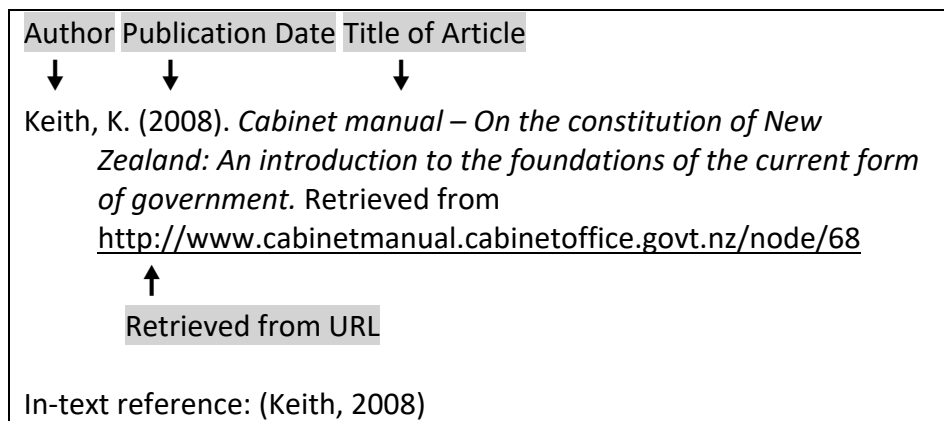 Author Publication Date Title of Article
Keith, K. (2008). Cabinet manual – On the constitution of New
Zealand: An introduction to the foundations of the current form
of government. Retrieved from
http://www.cabinetmanual.cabinetoffice.govt.nz/node/68
Retrieved from URL
In-text reference: (Keith, 2008)